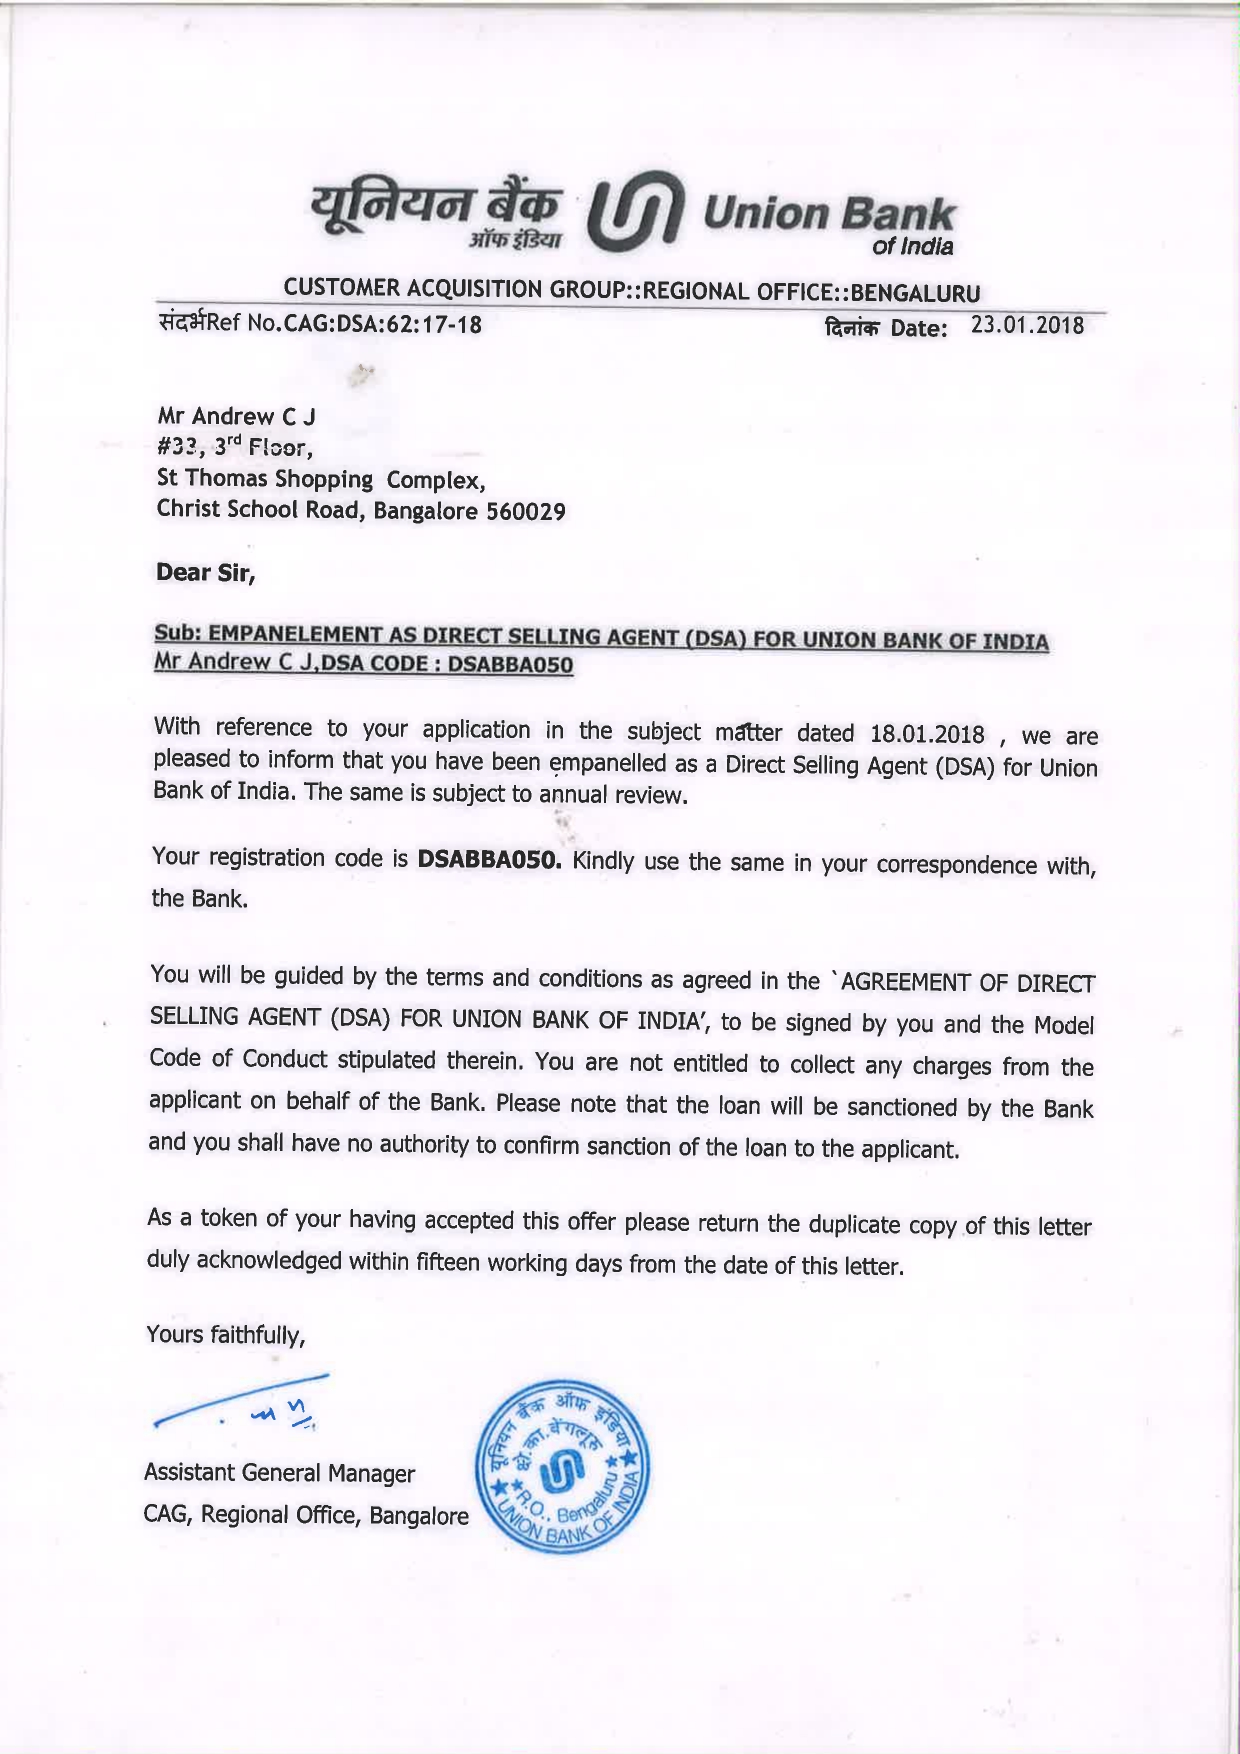 यूनियन बैंक Union Bank
ऑफ इंडिया of India
CUSTOMER ACQUISITION GROUP::REGIONAL OFFICE::BENGALURU
संदर्भRef No.CAG:DSA:62:17-18 दिनांक Date: 23.01.2018
Mr Andrew C J
#33, 3rd Floor,
St Thomas Shopping Complex,
Christ School Road, Bangalore 560029
Dear Sir,
Sub: EMPANELEMENT AS DIRECT SELLING AGENT (DSA) FOR UNION BANK OF INDIA
Mr Andrew C J,DSA CODE : DSABBA050
With reference to your application in the subject matter dated 18.01.2018 , we are
pleased to inform that you have been empanelled as a Direct Selling Agent (DSA) for Union
Bank of India. The same is subject to annual review.
Your registration code is DSABBA050. Kindly use the same in your correspondence with,
the Bank.
You will be guided by the terms and conditions as agreed in the `AGREEMENT OF DIRECT
SELLING AGENT (DSA) FOR UNION BANK OF INDIA’, to be signed by you and the Model
Code of Conduct stipulated therein. You are not entitled to collect any charges from the
applicant on behalf of the Bank. Please note that the loan will be sanctioned by the Bank
and you shall have no authority to confirm sanction of the loan to the applicant.
As a token of your having accepted this offer please return the duplicate copy of this letter
duly acknowledged within fifteen working days from the date of this letter.
Yours faithfully,
Assistant General Manager
CAG, Regional Office, Bangalore
यूनियन बैंक ऑफ इंडिया
क्षे.का.बेंगलूरु
R.O., Bengaluru
UNION BANK OF INDIA